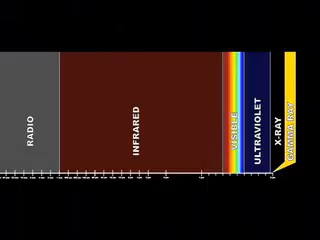 RADIO
INFRARED
VISIBLE
ULTRAVIOLET
X-RAY
GAMMA RAY